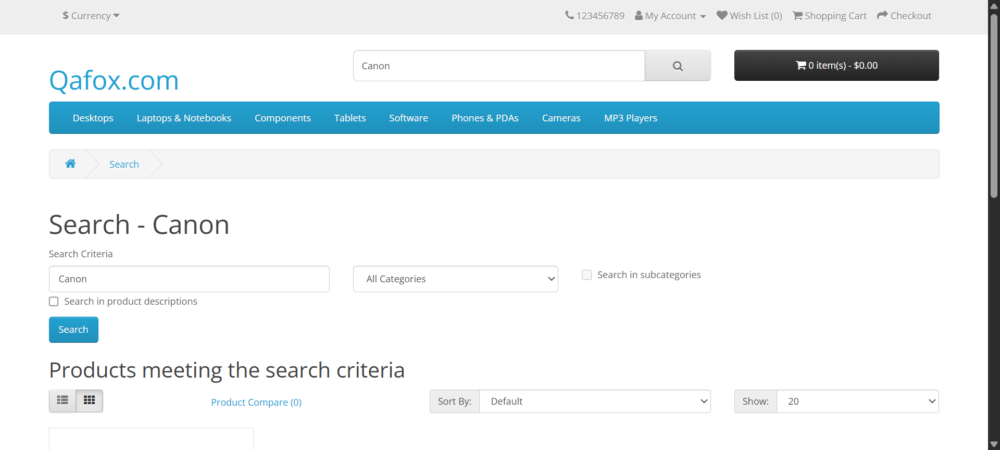 $ Currency
123456789 My Account Wish List (0) Shopping Cart Checkout
Qafox.com
Canon
0 item(s) - $0.00
Desktops Laptops & Notebooks Components Tablets Software Phones & PDAs Cameras MP3 Players
Search
Search - Canon
Search Criteria
Canon
All Categories
Search in subcategories
Search in product descriptions
Search
Products meeting the search criteria
Product Compare (0)
Sort By: Default
Show: 20